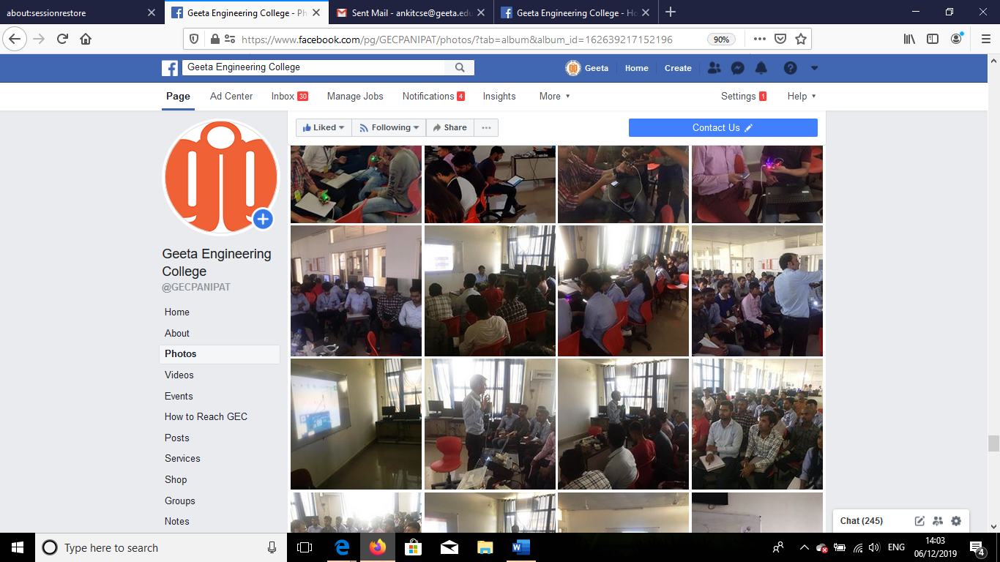 about:sessionrestore
Geeta Engineering College - Ph
Sent Mail - ankitcse@geeta.edu
Geeta Engineering College - Ho
https://www.facebook.com/pg/GECPANIPAT/photos/?tab=album&album_id=162639217152196
90%
Geeta Engineering College
Geeta
Home
Create
Page
Ad Center
Inbox 30
Manage Jobs
Notifications 4
Insights
More
Settings 1
Help
Liked
Following
Share
Contact Us
Geeta Engineering
College
@GECPANIPAT
Home
About
Photos
Videos
Events
How to Reach GEC
Posts
Services
Shop
Groups
Notes
Chat (245)
Type here to search
ENG
14:03
06/12/2019
4